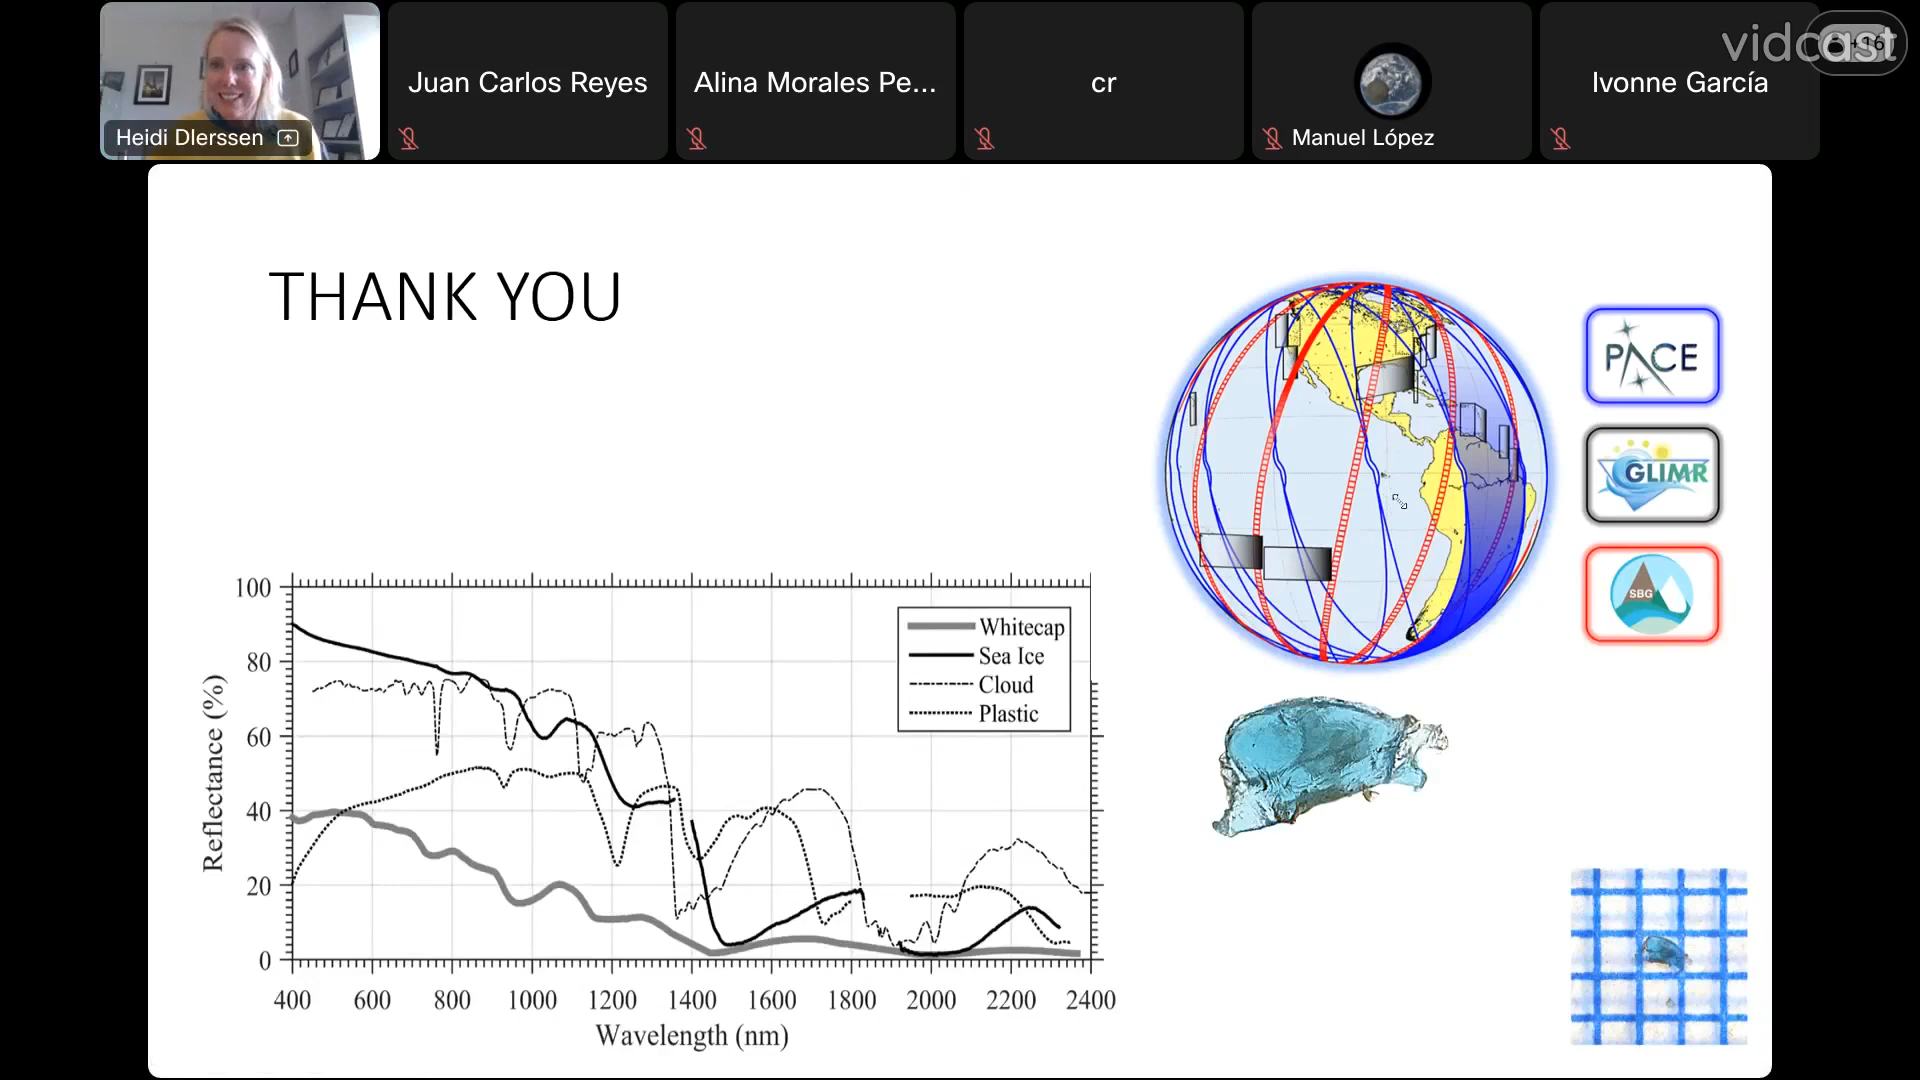 vidcast
+16
Juan Carlos Reyes
Alina Morales Pe...
cr
Manuel López
Ivonne García
Heidi DIerssen
THANK YOU
PACE
GLIMR
SBG
100
80
60
40
20
0
Reflectance (%)
Whitecap
Sea Ice
Cloud
Plastic
400 600 800 1000 1200 1400 1600 1800 2000 2200 2400
Wavelength (nm)